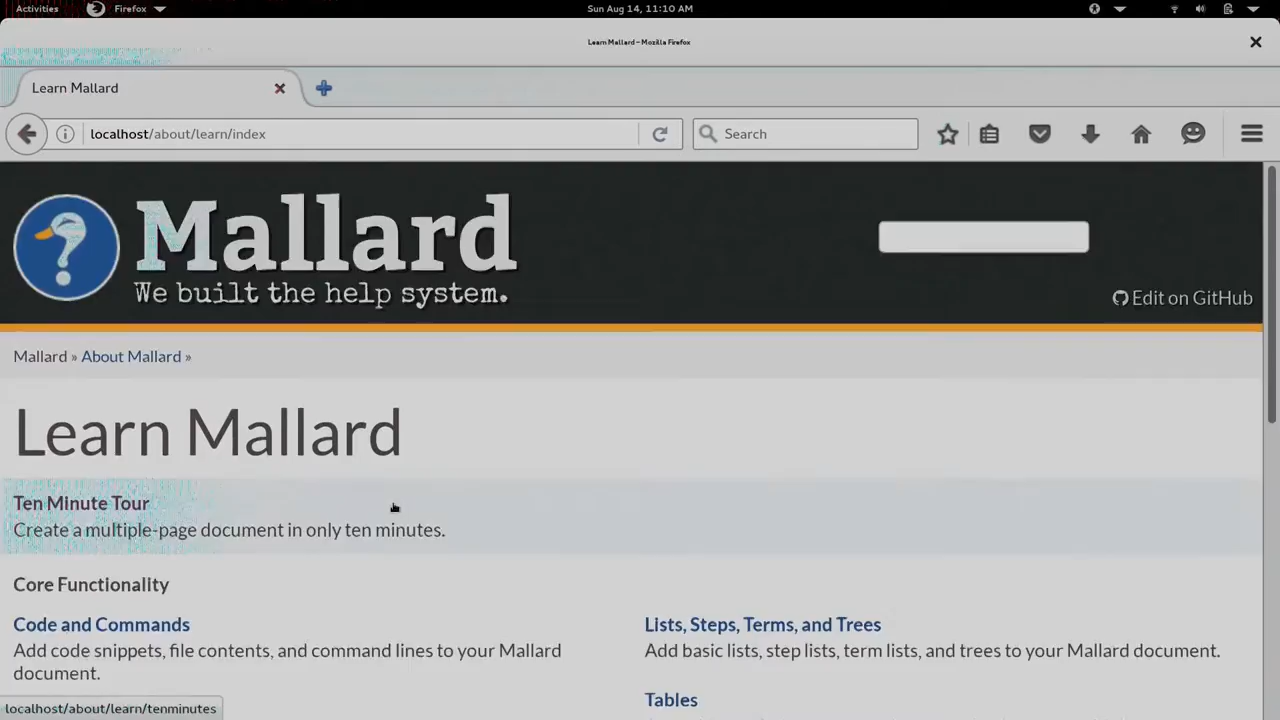 Activities Firefox Sun Aug 14, 11:10 AM
Learn Mallard - Mozilla Firefox
Learn Mallard
localhost/about/learn/index Search
Mallard
We built the help system.
Edit on GitHub
Mallard » About Mallard »
Learn Mallard
Ten Minute Tour
Create a multiple-page document in only ten minutes.
Core Functionality
Code and Commands
Add code snippets, file contents, and command lines to your Mallard
document.
Lists, Steps, Terms, and Trees
Add basic lists, step lists, term lists, and trees to your Mallard document.
Tables
localhost/about/learn/tenminutes